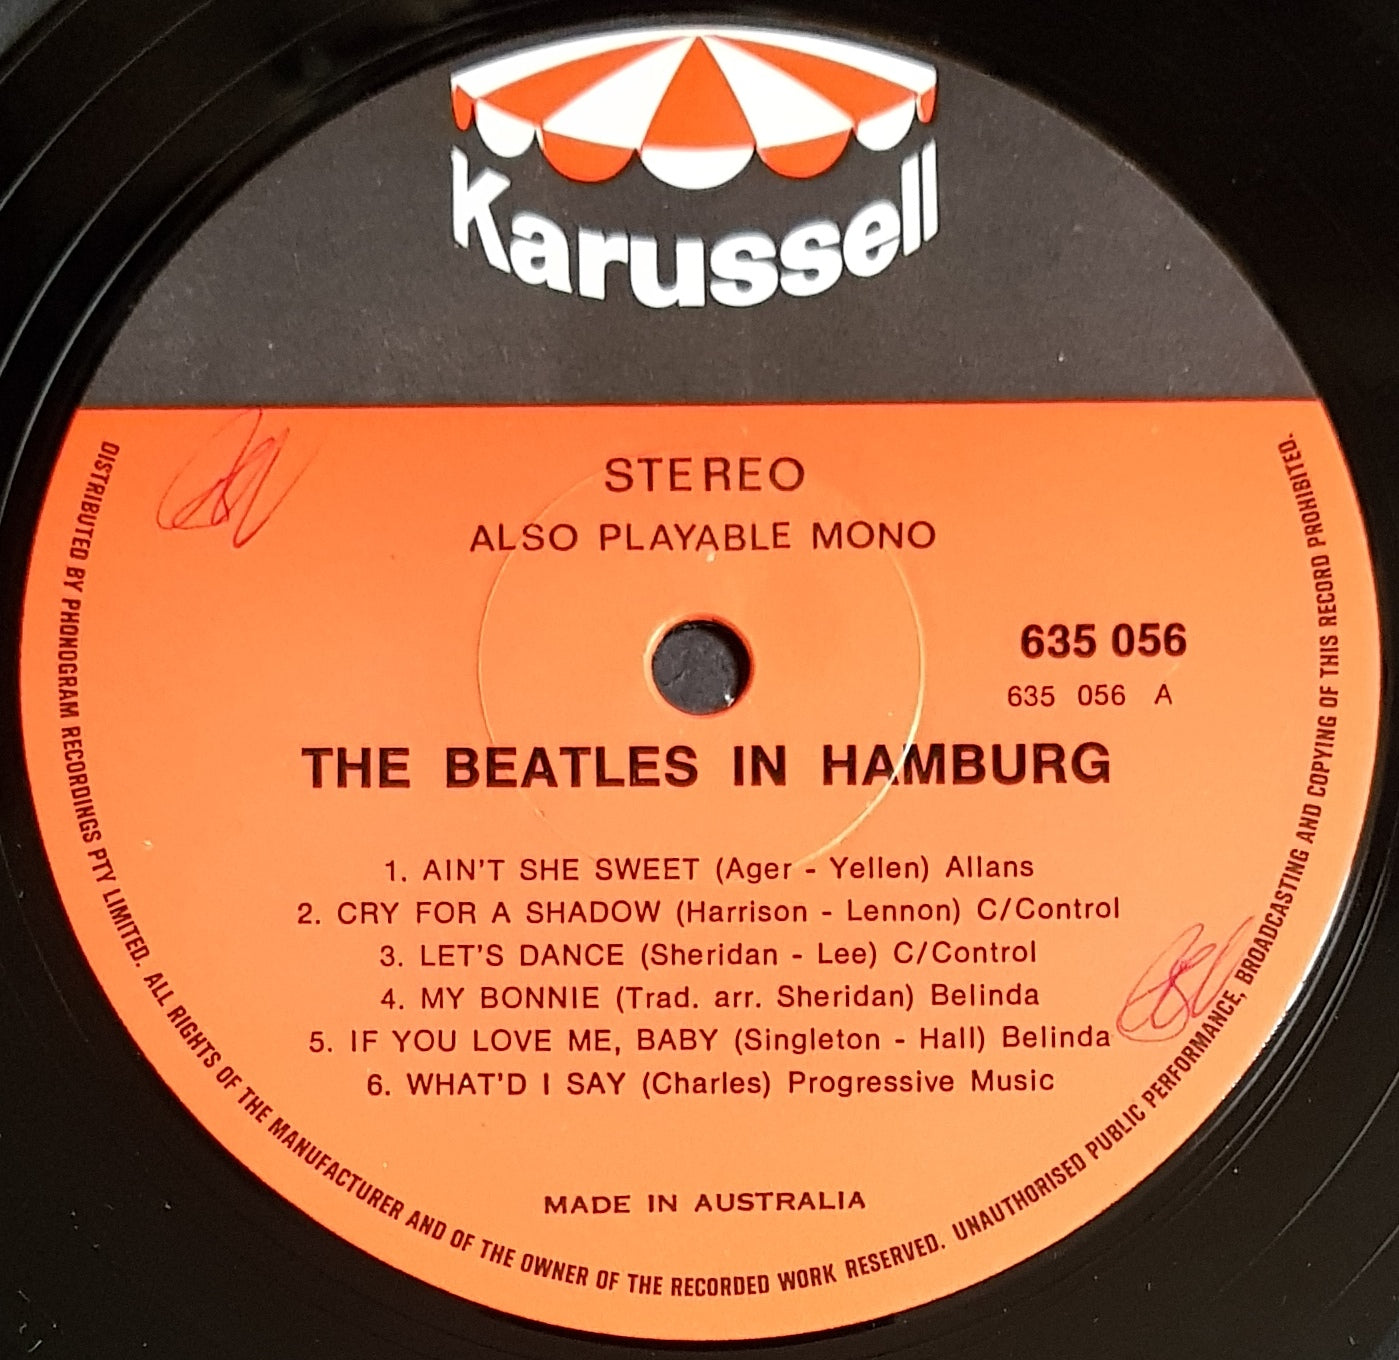 Karussell
STEREO
ALSO PLAYABLE MONO
635 056
635 056 A
THE BEATLES IN HAMBURG
1. AIN'T SHE SWEET (Ager - Yellen) Allans
2. CRY FOR A SHADOW (Harrison - Lennon) C/Control
3. LET'S DANCE (Sheridan - Lee) C/Control
4. MY BONNIE (Trad. arr. Sheridan) Belinda
5. IF YOU LOVE ME, BABY (Singleton - Hall) Belinda
6. WHAT'D I SAY (Charles) Progressive Music
MADE IN AUSTRALIA
DISTRIBUTED BY PHONOGRAM RECORDINGS PTY LIMITED. ALL RIGHTS OF THE MANUFACTURER AND OF THE OWNER OF THE RECORDED WORK RESERVED. UNAUTHORISED PUBLIC PERFORMANCE, BROADCASTING AND COPYING OF THIS RECORD PROHIBITED.